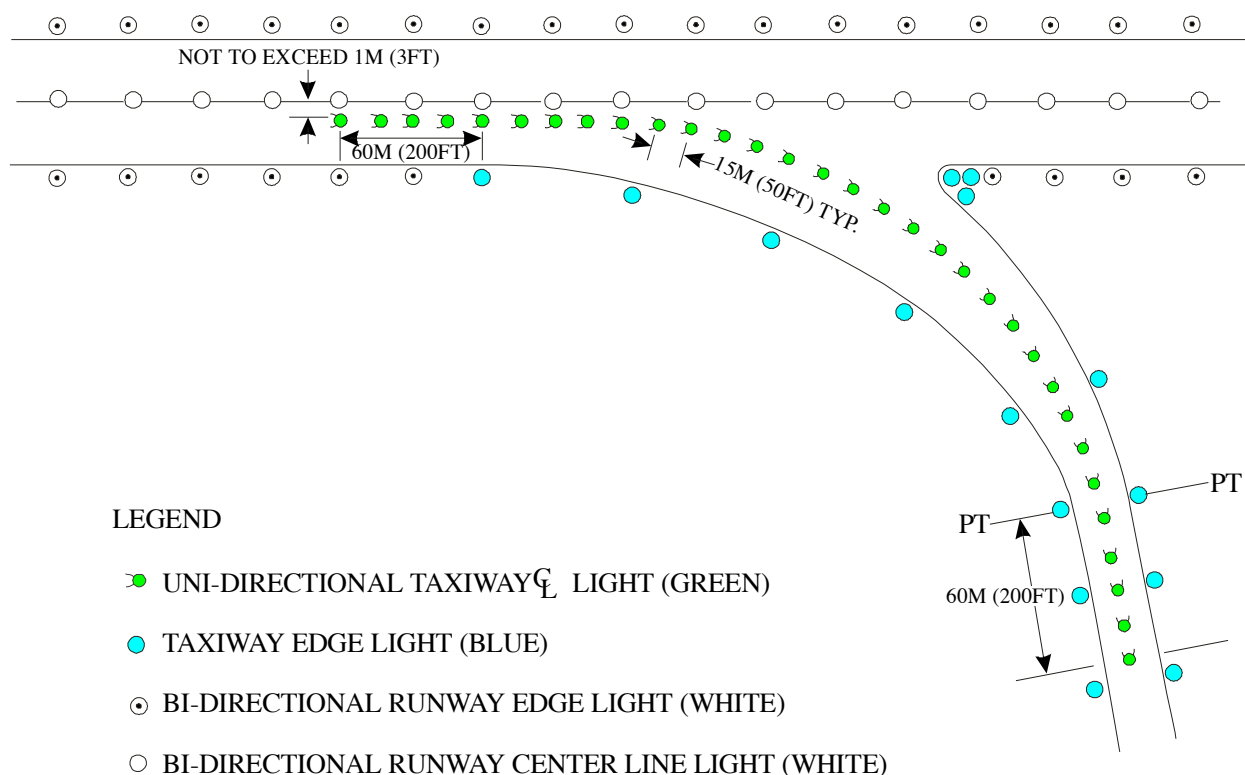 NOT TO EXCEED 1M (3FT)
60M (200FT)
15M (50FT) TYP.
PT
PT
60M (200FT)
LEGEND
UNI-DIRECTIONAL TAXIWAY ℄ LIGHT (GREEN)
TAXIWAY EDGE LIGHT (BLUE)
BI-DIRECTIONAL RUNWAY EDGE LIGHT (WHITE)
BI-DIRECTIONAL RUNWAY CENTER LINE LIGHT (WHITE)